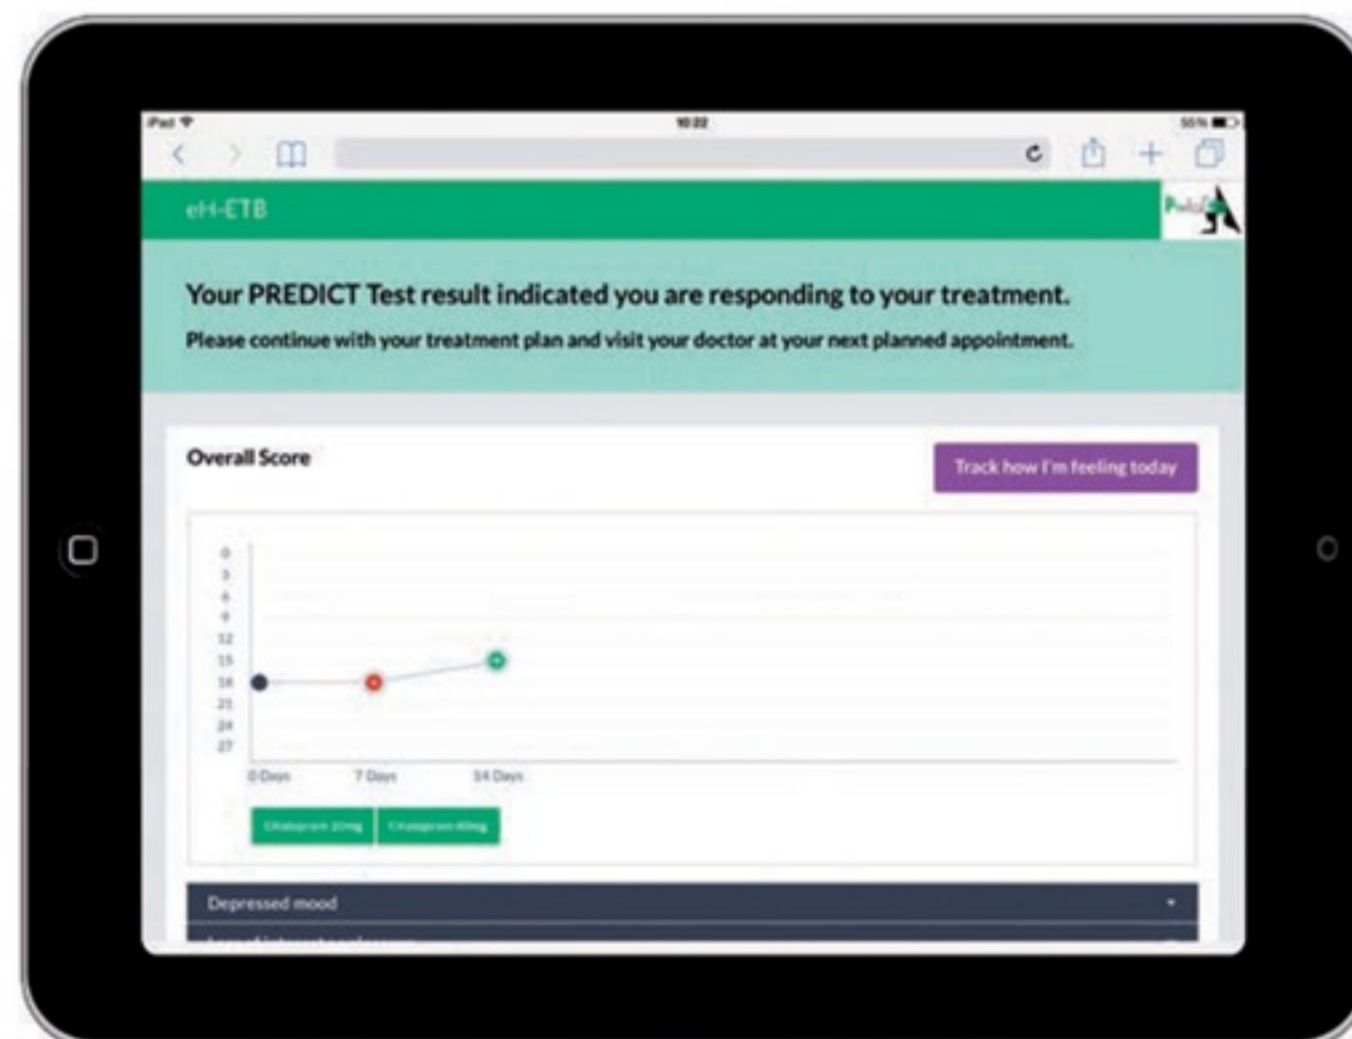 iPad
10:22
55%
eH-ETB
Your PREDICT Test result indicated you are responding to your treatment.
Please continue with your treatment plan and visit your doctor at your next planned appointment.
Overall Score
Track how I'm feeling today
0
3
6
9
12
15
18
21
24
27
0 Days 7 Days 14 Days
Citalopram Citalopram
Depressed mood